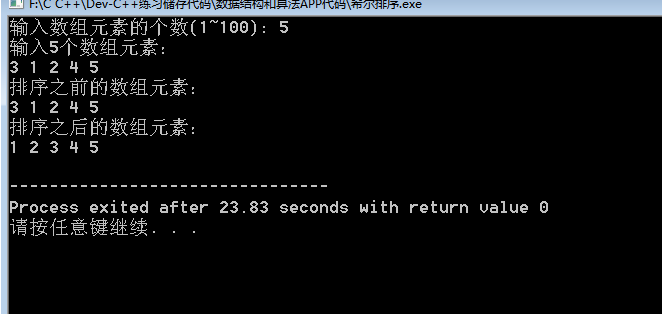 F:\C C++\Dev-C++练习储存代码\数据结构和算法APP代码\希尔排序.exe
输入数组元素的个数(1~100): 5
输入5个数组元素:
3 1 2 4 5
排序之前的数组元素:
3 1 2 4 5
排序之后的数组元素:
1 2 3 4 5
--------------------------------
Process exited after 23.83 seconds with return value 0
请按任意键继续. . .